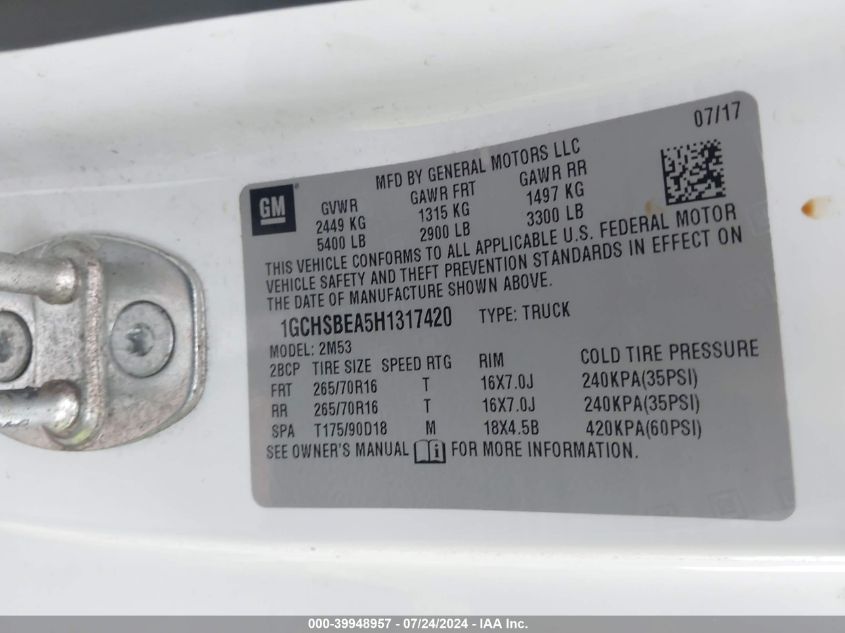 07/17
MFD BY GENERAL MOTORS LLC
GM
GVWR GAWR FRT GAWR RR
2449 KG 1315 KG 1497 KG
5400 LB 2900 LB 3300 LB
THIS VEHICLE CONFORMS TO ALL APPLICABLE U.S. FEDERAL MOTOR
VEHICLE SAFETY AND THEFT PREVENTION STANDARDS IN EFFECT ON
THE DATE OF MANUFACTURE SHOWN ABOVE.
1GCHSBEA5H1317420 TYPE: TRUCK
MODEL: 2M53
2BCP TIRE SIZE SPEED RTG RIM COLD TIRE PRESSURE
FRT 265/70R16 T 16X7.0J 240KPA(35PSI)
RR 265/70R16 T 16X7.0J 240KPA(35PSI)
SPA T175/90D18 M 18X4.5B 420KPA(60PSI)
SEE OWNER'S MANUAL i FOR MORE INFORMATION.
000-39948957 - 07/24/2024 - IAA Inc.